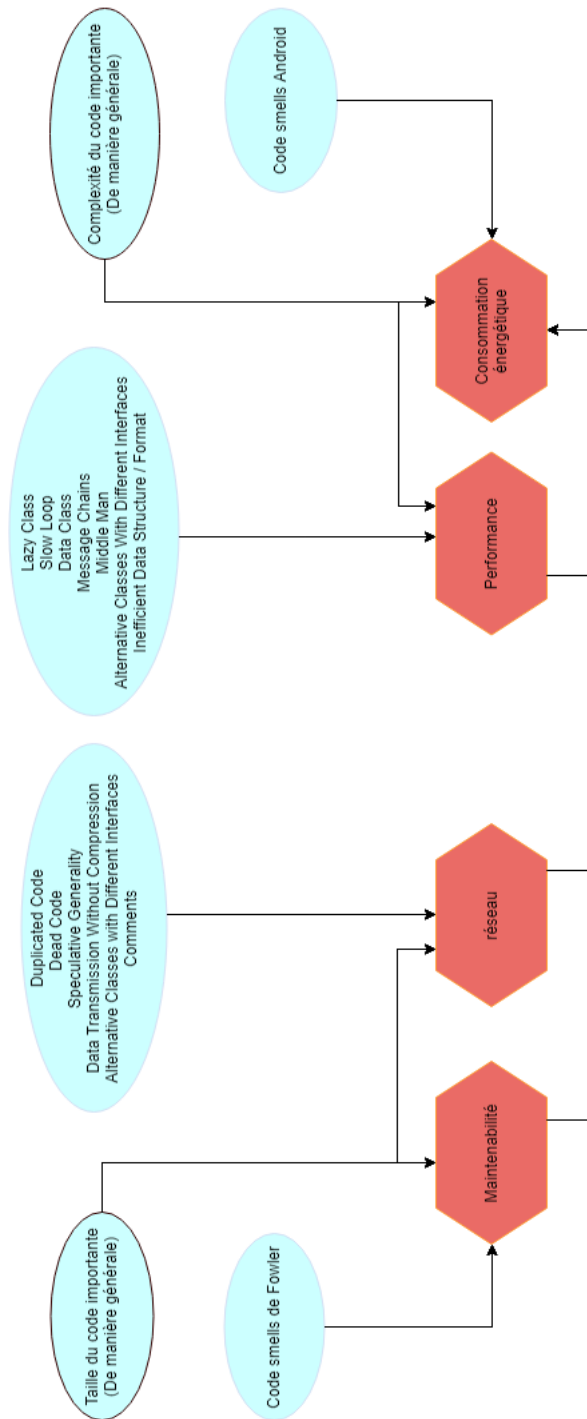 Taille du code importante
(De manière générale)
Code smells de Fowler
Duplicated Code
Dead Code
Speculative Generality
Data Transmission Without Compression
Alternative Classes with Different Interfaces
Comments
Lazy Class
Slow Loop
Data Class
Message Chains
Middle Man
Alternative Classes With Different Interfaces
Inefficient Data Structure / Format
Complexité du code importante
(De manière générale)
Code smells Android
Maintenabilité
réseau
Performance
Consommation
énergétique